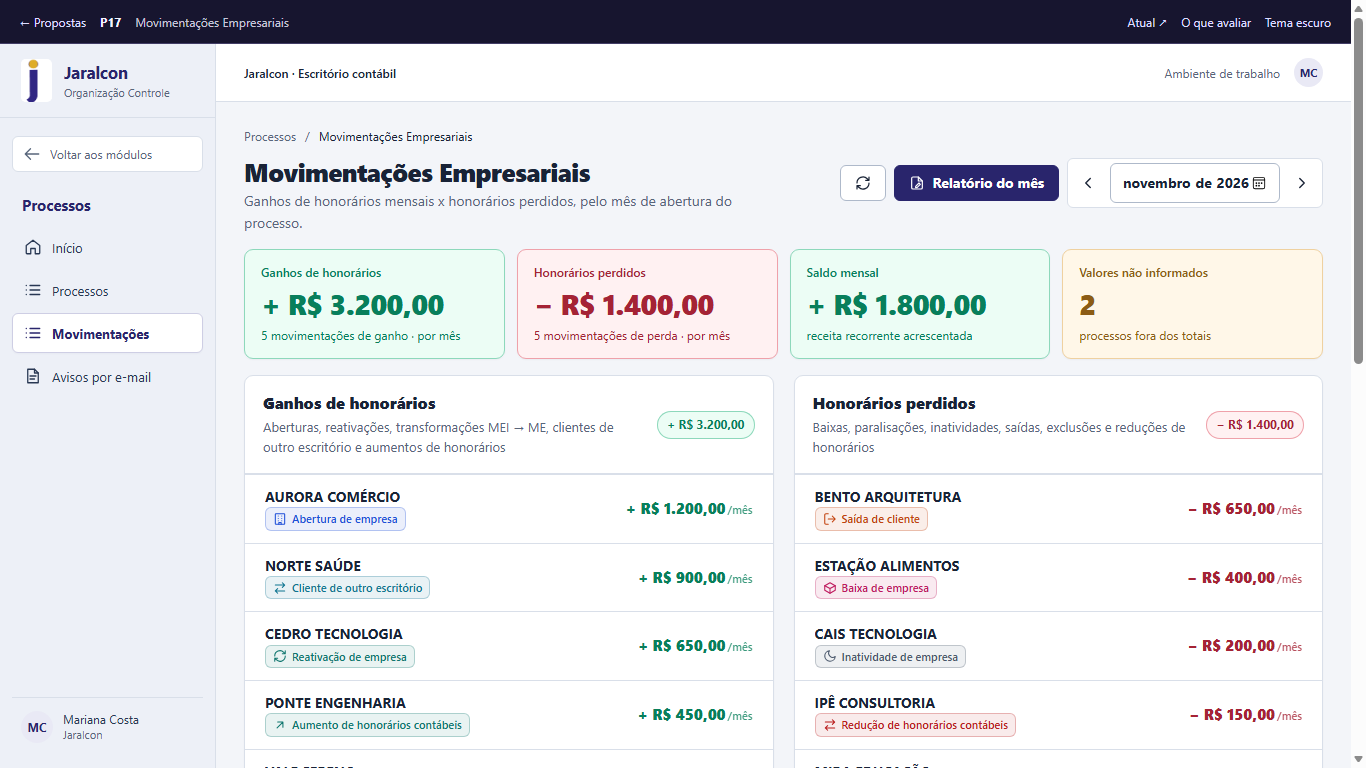 ← Propostas P17 Movimentações Empresariais
Atual ↗ O que avaliar Tema escuro
Jaralcon
Organização Controle
Jaralcon · Escritório contábil
Ambiente de trabalho MC
Voltar aos módulos
Processos
Início
Processos
Movimentações
Avisos por e-mail
MC
Mariana Costa
Jaralcon
Processos / Movimentações Empresariais
Movimentações Empresariais
Ganhos de honorários mensais x honorários perdidos, pelo mês de abertura do
processo.
Relatório do mês
novembro de 2026
Ganhos de honorários
+ R$ 3.200,00
5 movimentações de ganho · por mês
Honorários perdidos
− R$ 1.400,00
5 movimentações de perda · por mês
Saldo mensal
+ R$ 1.800,00
receita recorrente acrescentada
Valores não informados
2
processos fora dos totais
Ganhos de honorários
Aberturas, reativações, transformações MEI → ME, clientes de
outro escritório e aumentos de honorários
+ R$ 3.200,00
AURORA COMÉRCIO
Abertura de empresa
+ R$ 1.200,00 /mês
NORTE SAÚDE
Cliente de outro escritório
+ R$ 900,00 /mês
CEDRO TECNOLOGIA
Reativação de empresa
+ R$ 650,00 /mês
PONTE ENGENHARIA
Aumento de honorários contábeis
+ R$ 450,00 /mês
Honorários perdidos
Baixas, paralisações, inatividades, saídas, exclusões e reduções de
honorários
− R$ 1.400,00
BENTO ARQUITETURA
Saída de cliente
− R$ 650,00 /mês
ESTAÇÃO ALIMENTOS
Baixa de empresa
− R$ 400,00 /mês
CAIS TECNOLOGIA
Inatividade de empresa
− R$ 200,00 /mês
IPÊ CONSULTORIA
Redução de honorários contábeis
− R$ 150,00 /mês